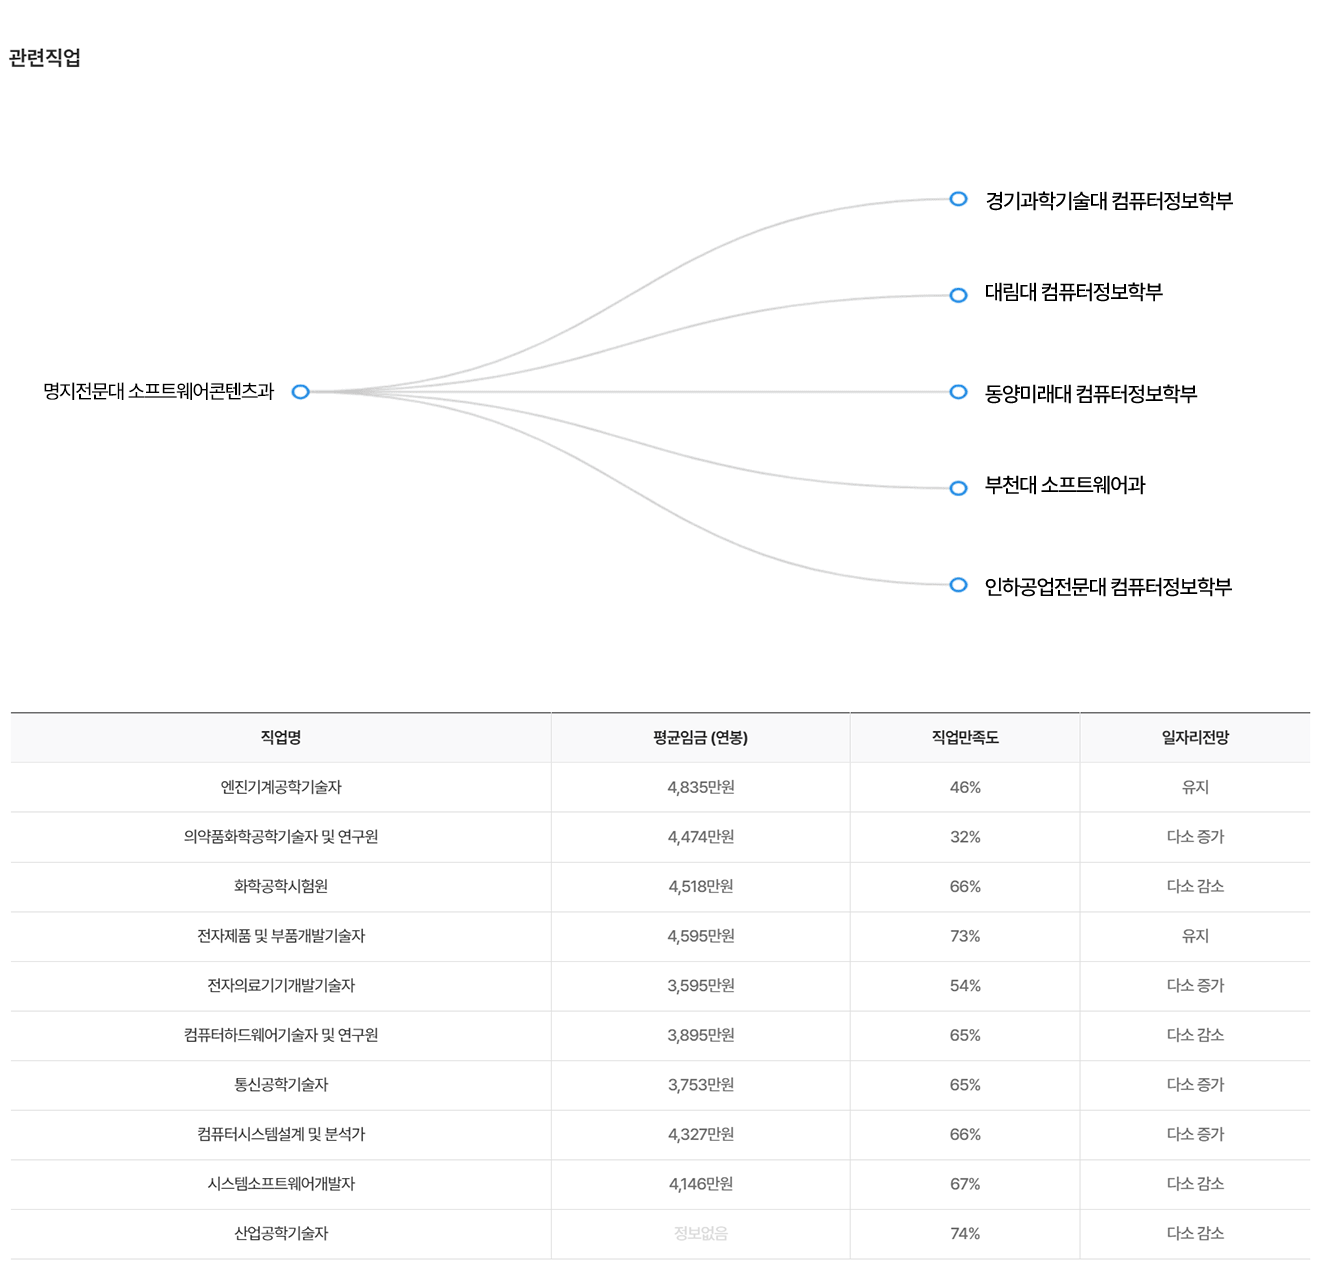 관련직업
경기과학기술대 컴퓨터정보학부
대림대 컴퓨터정보학부
명지전문대 소프트웨어콘텐츠과
동양미래대 컴퓨터정보학부
부천대 소프트웨어과
인하공업전문대 컴퓨터정보학부
직업명 평균임금 (연봉) 직업만족도 일자리전망
엔진기계공학기술자 4,835만원 46% 유지
의약품화학공학기술자 및 연구원 4,474만원 32% 다소 증가
화학공학시험원 4,518만원 66% 다소 감소
전자제품 및 부품개발기술자 4,595만원 73% 유지
전자의료기기개발기술자 3,595만원 54% 다소 증가
컴퓨터하드웨어기술자 및 연구원 3,895만원 65% 다소 감소
통신공학기술자 3,753만원 65% 다소 증가
컴퓨터시스템설계 및 분석가 4,327만원 66% 다소 증가
시스템소프트웨어개발자 4,146만원 67% 다소 감소
산업공학기술자 정보없음 74% 다소 감소